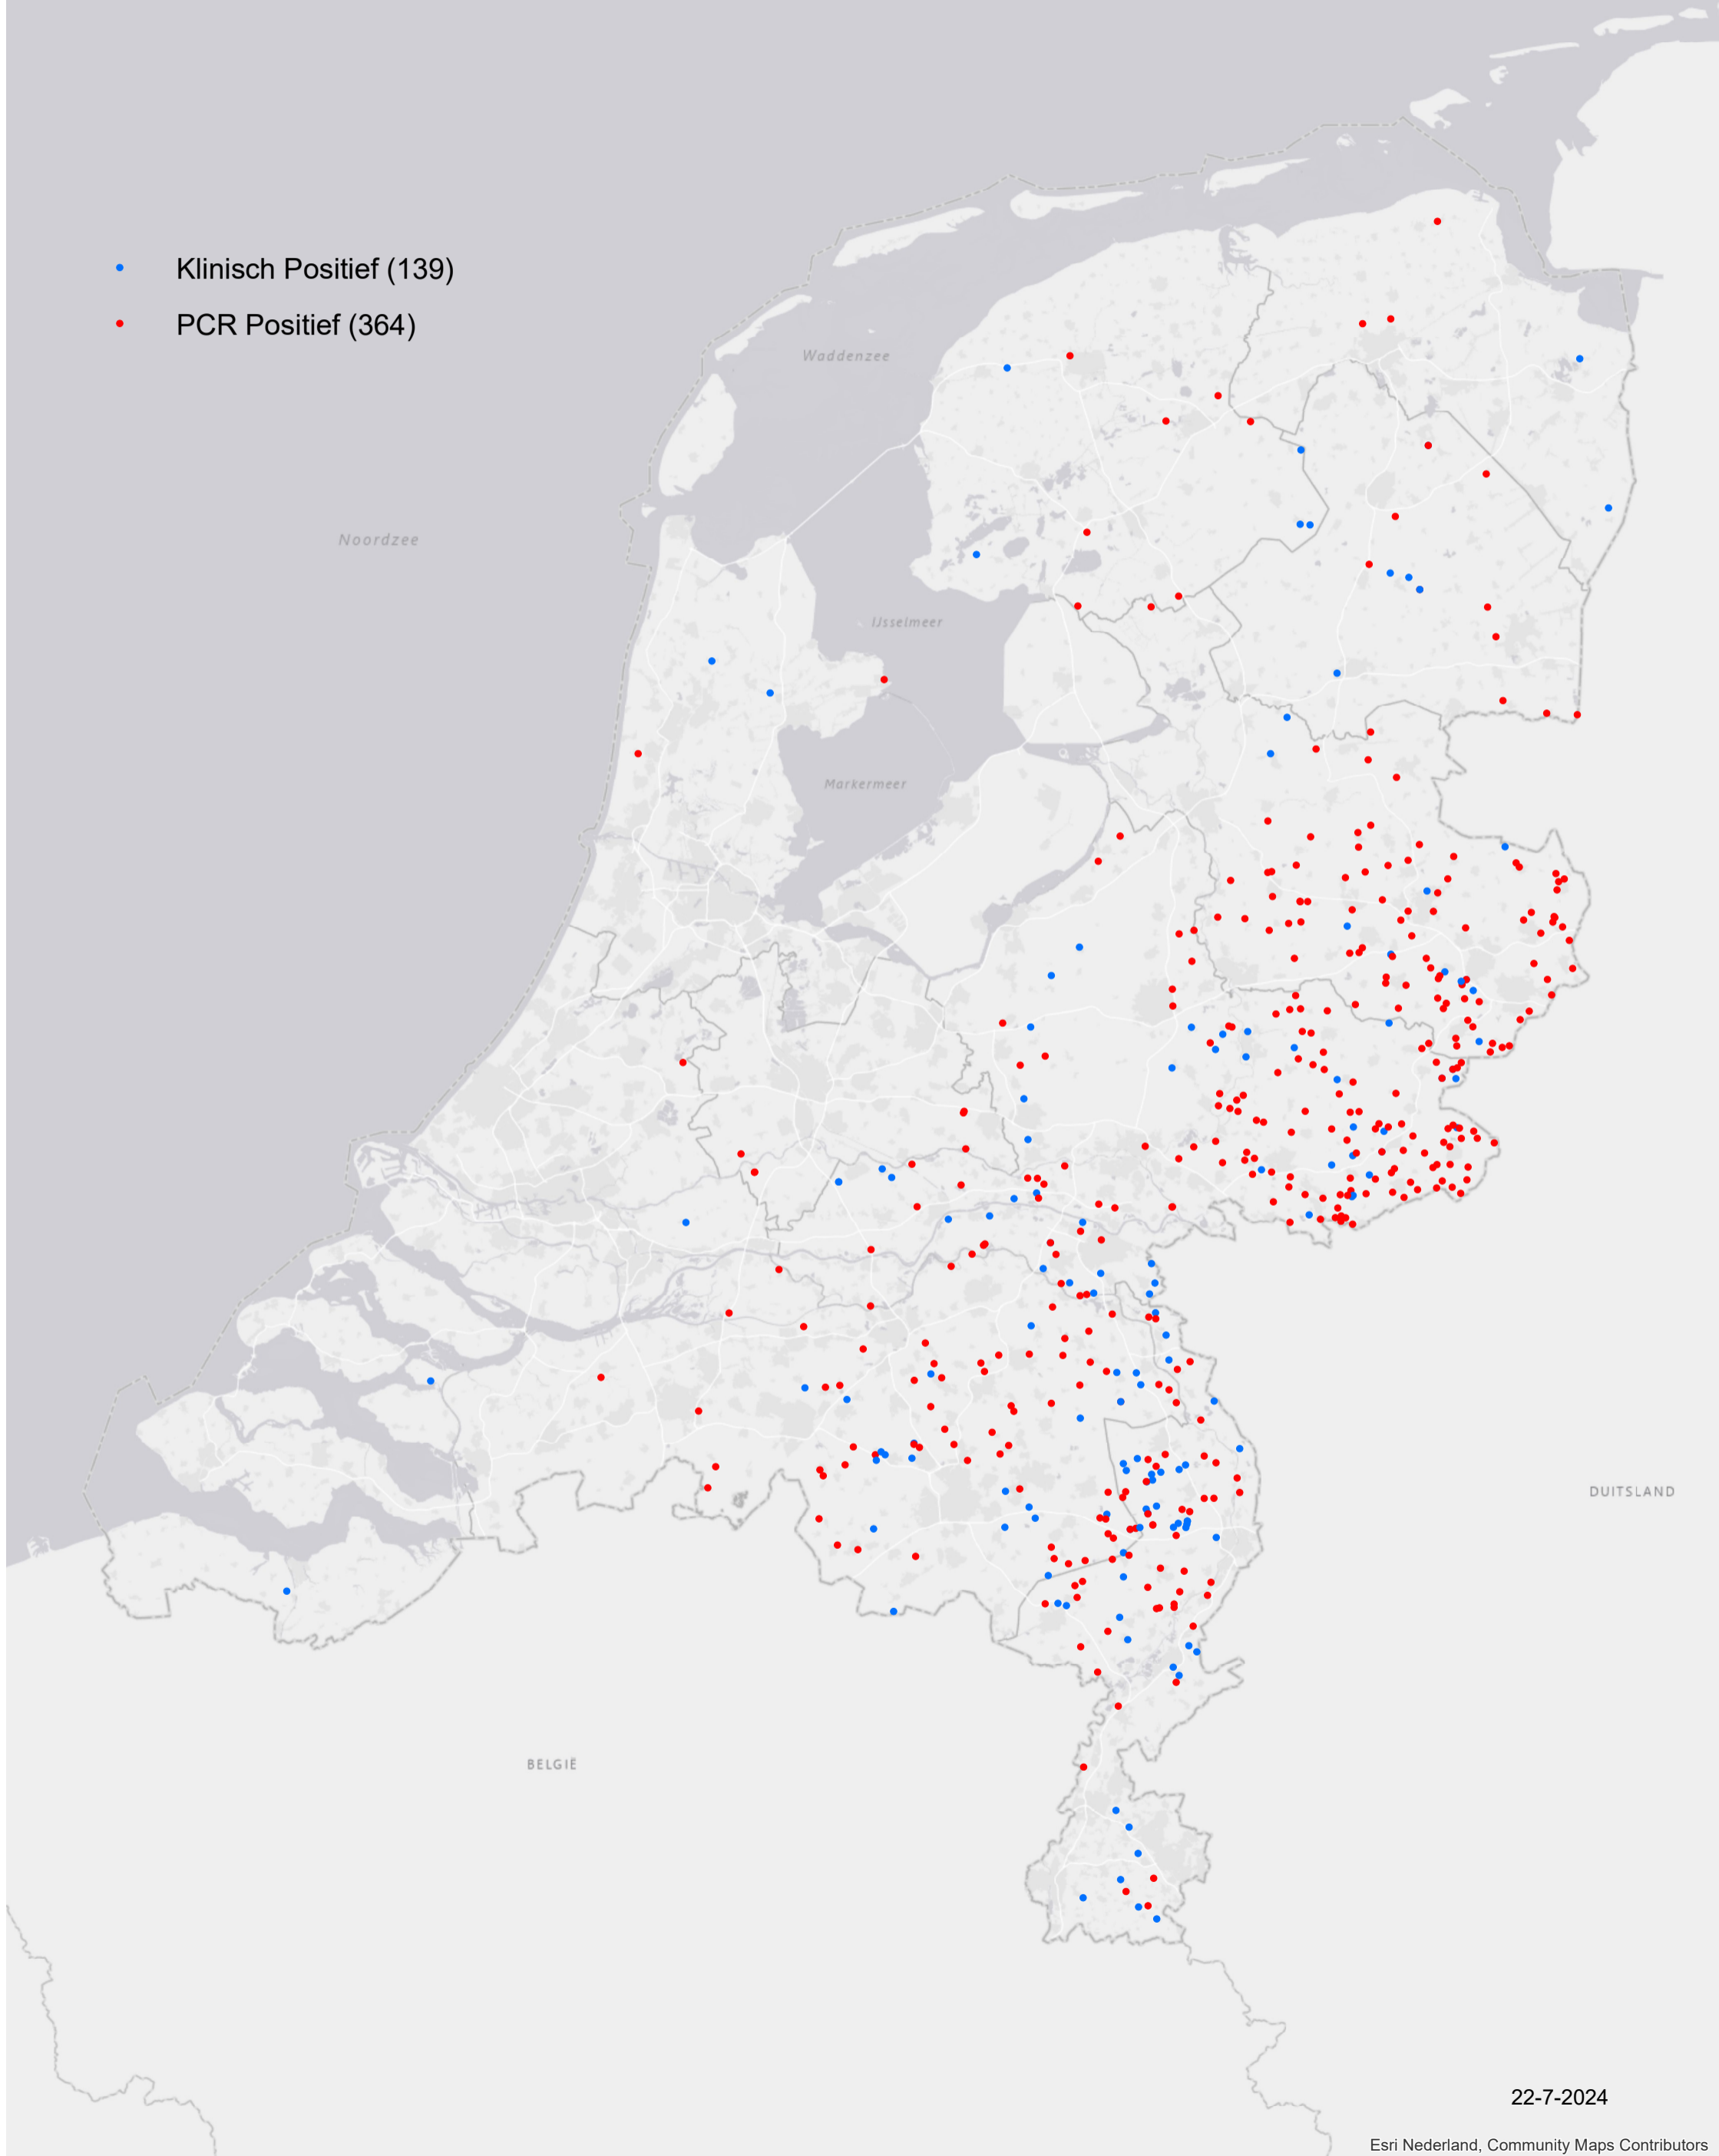 Klinisch Positief (139)
PCR Positief (364)
Waddenzee
Noordzee
IJsselmeer
Markermeer
DUITSLAND
BELGIË
22-7-2024
Esri Nederland, Community Maps Contributors